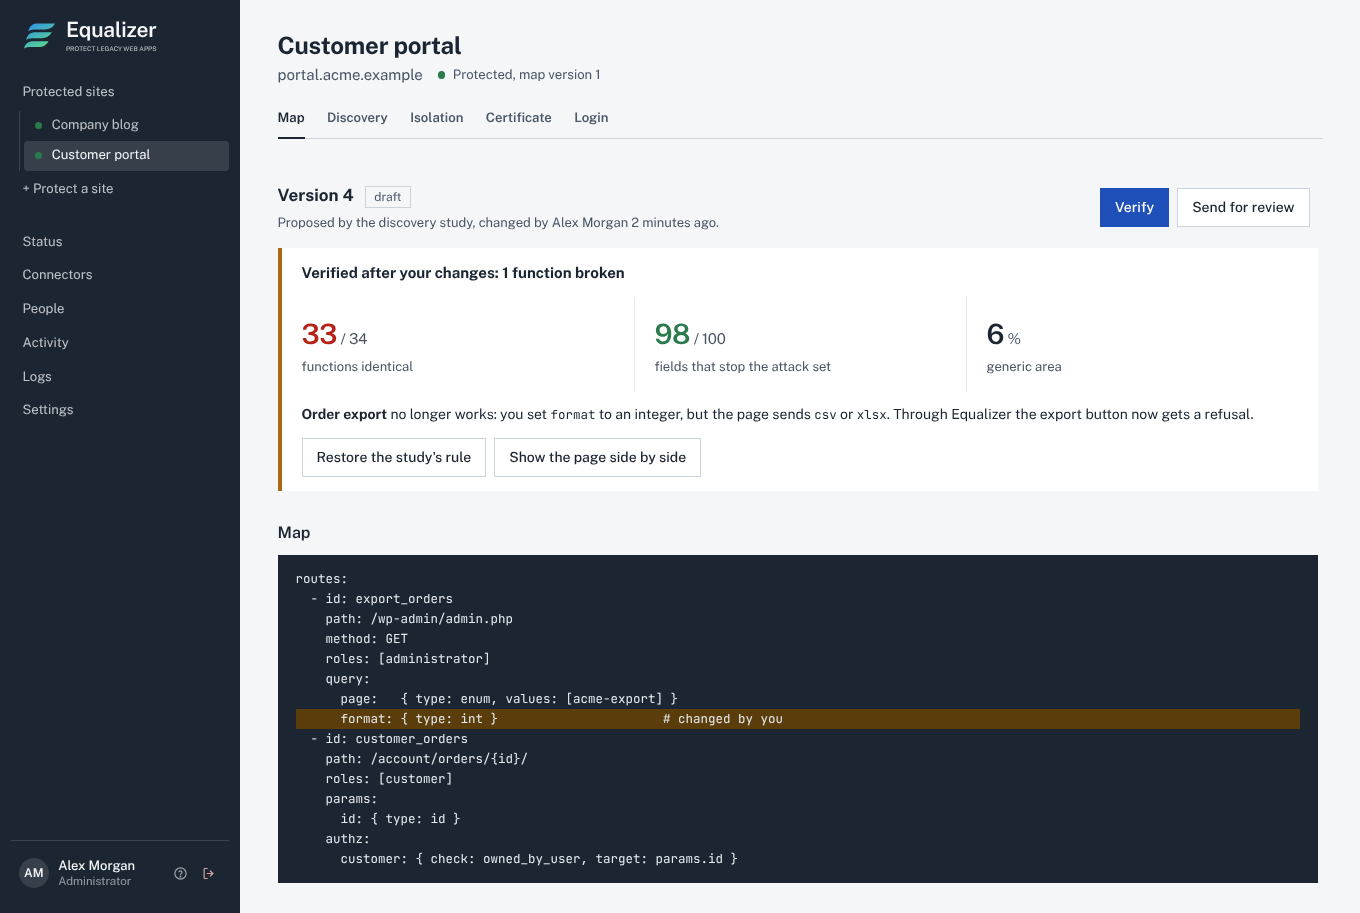 Equalizer
PROTECT LEGACY WEB APPS
Protected sites
Company blog
Customer portal
+ Protect a site
Status
Connectors
People
Activity
Logs
Settings
AM
Alex Morgan
Administrator
Customer portal
portal.acme.example
Protected, map version 1
Map Discovery Isolation Certificate Login
Version 4 draft
Proposed by the discovery study, changed by Alex Morgan 2 minutes ago.
Verify Send for review
Verified after your changes: 1 function broken
33 / 34
functions identical
98 / 100
fields that stop the attack set
6 %
generic area
Order export no longer works: you set format to an integer, but the page sends csv or xlsx. Through Equalizer the export button now gets a refusal.
Restore the study's rule Show the page side by side
Map
routes:
  - id: export_orders
    path: /wp-admin/admin.php
    method: GET
    roles: [administrator]
    query:
      page:   { type: enum, values: [acme-export] }
      format: { type: int }                      # changed by you
  - id: customer_orders
    path: /account/orders/{id}/
    roles: [customer]
    params:
      id: { type: id }
    authz:
      customer: { check: owned_by_user, target: params.id }